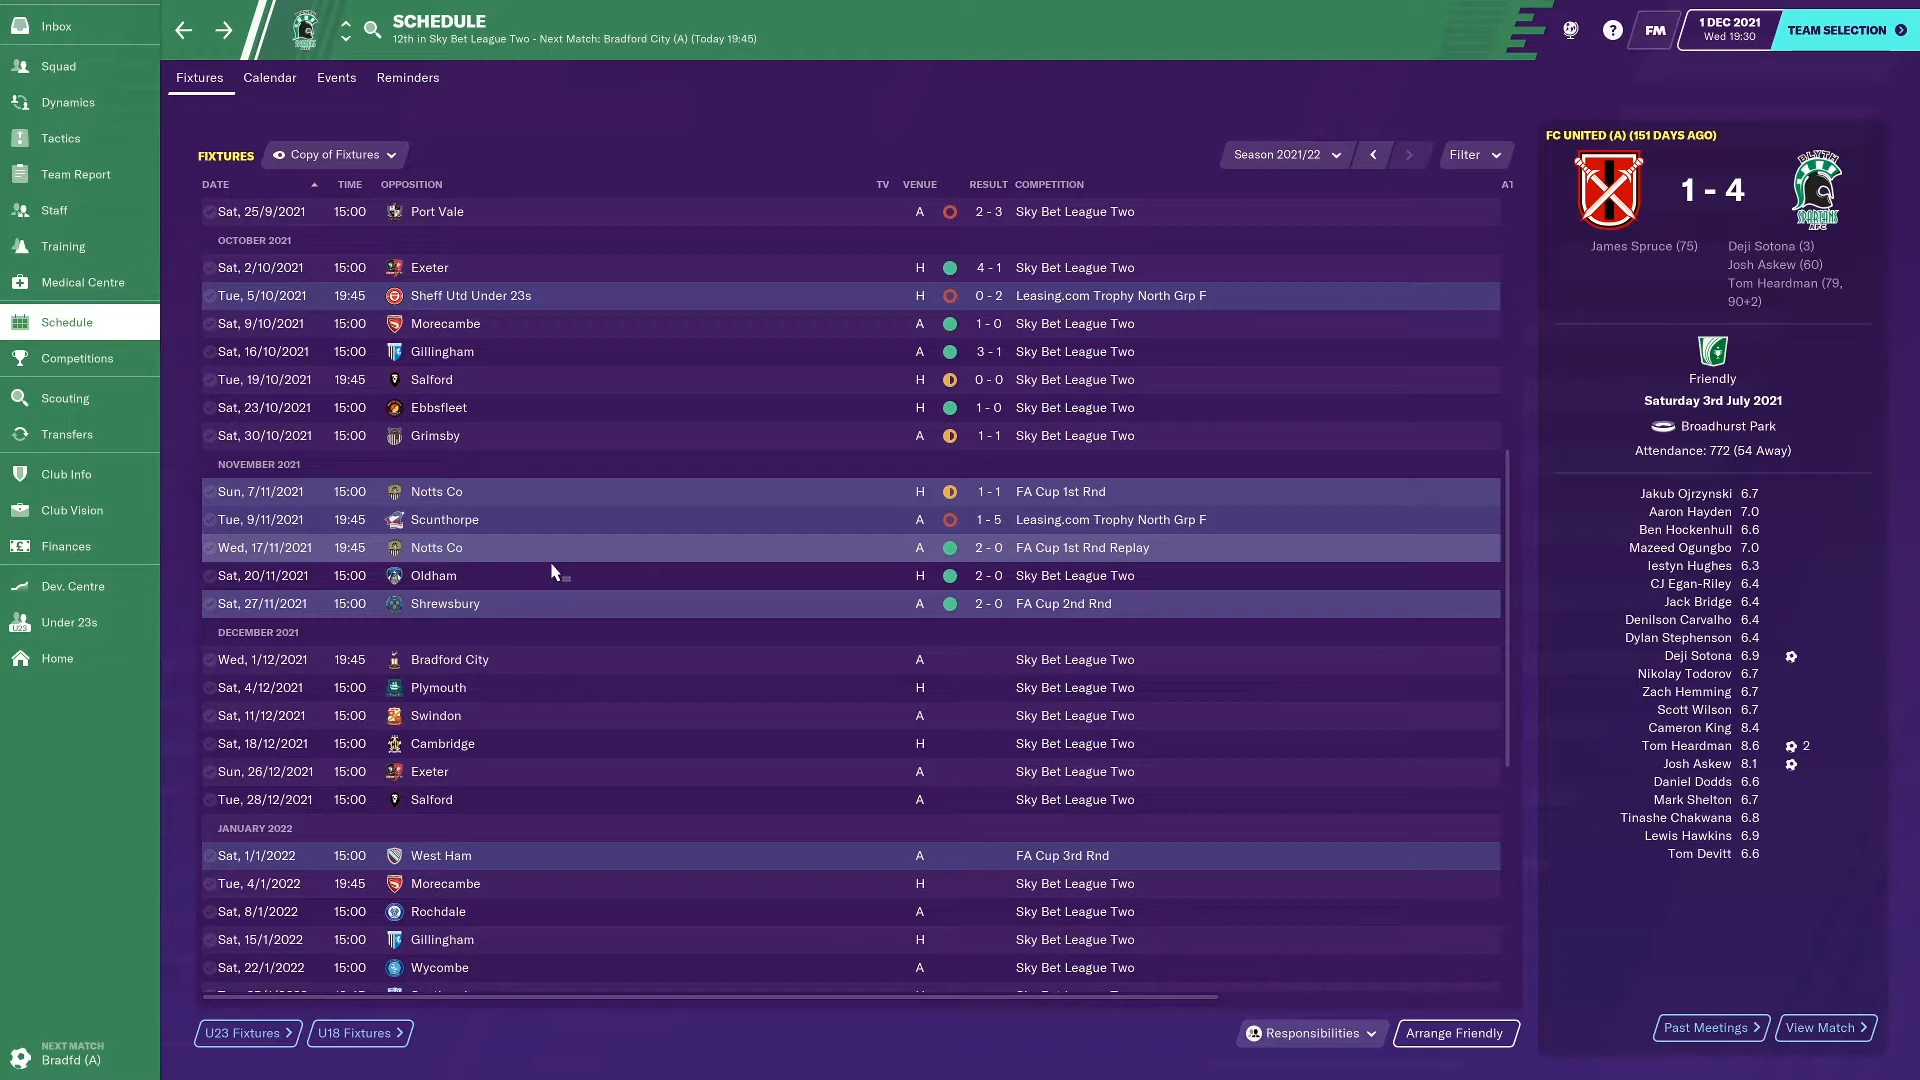 Inbox
Squad
Dynamics
Tactics
Team Report
Staff
Training
Medical Centre
Schedule
Competitions
Scouting
Transfers
Club Info
Club Vision
Finances
Dev. Centre
U23
Under 23s
Home
NEXT MATCH
Bradfd (A)
SCHEDULE
12th in Sky Bet League Two - Next Match: Bradford City (A) (Today 19:45)
? FM
1 DEC 2021
Wed 19:30
TEAM SELECTION
Fixtures Calendar Events Reminders
FIXTURES Copy of Fixtures Season 2021/22 Filter
DATE TIME OPPOSITION TV VENUE RESULT COMPETITION
Sat, 25/9/2021 15:00 Port Vale A 2 - 3 Sky Bet League Two
OCTOBER 2021
Sat, 2/10/2021 15:00 Exeter H 4 - 1 Sky Bet League Two
Tue, 5/10/2021 19:45 Sheff Utd Under 23s H 0 - 2 Leasing.com Trophy North Grp F
Sat, 9/10/2021 15:00 Morecambe A 1 - 0 Sky Bet League Two
Sat, 16/10/2021 15:00 Gillingham A 3 - 1 Sky Bet League Two
Tue, 19/10/2021 19:45 Salford H 0 - 0 Sky Bet League Two
Sat, 23/10/2021 15:00 Ebbsfleet H 1 - 0 Sky Bet League Two
Sat, 30/10/2021 15:00 Grimsby A 1 - 1 Sky Bet League Two
NOVEMBER 2021
Sun, 7/11/2021 15:00 Notts Co H 1 - 1 FA Cup 1st Rnd
Tue, 9/11/2021 19:45 Scunthorpe A 1 - 5 Leasing.com Trophy North Grp F
Wed, 17/11/2021 19:45 Notts Co A 2 - 0 FA Cup 1st Rnd Replay
Sat, 20/11/2021 15:00 Oldham H 2 - 0 Sky Bet League Two
Sat, 27/11/2021 15:00 Shrewsbury A 2 - 0 FA Cup 2nd Rnd
DECEMBER 2021
Wed, 1/12/2021 19:45 Bradford City A Sky Bet League Two
Sat, 4/12/2021 15:00 Plymouth H Sky Bet League Two
Sat, 11/12/2021 15:00 Swindon A Sky Bet League Two
Sat, 18/12/2021 15:00 Cambridge H Sky Bet League Two
Sun, 26/12/2021 15:00 Exeter A Sky Bet League Two
Tue, 28/12/2021 15:00 Salford A Sky Bet League Two
JANUARY 2022
Sat, 1/1/2022 15:00 West Ham A FA Cup 3rd Rnd
Tue, 4/1/2022 19:45 Morecambe H Sky Bet League Two
Sat, 8/1/2022 15:00 Rochdale A Sky Bet League Two
Sat, 15/1/2022 15:00 Gillingham H Sky Bet League Two
Sat, 22/1/2022 15:00 Wycombe A Sky Bet League Two
U23 Fixtures U18 Fixtures Responsibilities Arrange Friendly
FC UNITED (A) (151 DAYS AGO)
BLYTH
SPARTANS
AFC
1 - 4
James Spruce (75)
Deji Sotona (3)
Josh Askew (60)
Tom Heardman (79,
90+2)
Friendly
Saturday 3rd July 2021
Broadhurst Park
Attendance: 772 (54 Away)
Jakub Ojrzynski 6.7
Aaron Hayden 7.0
Ben Hockenhull 6.6
Mazeed Ogungbo 7.0
Iestyn Hughes 6.3
CJ Egan-Riley 6.4
Jack Bridge 6.4
Denilson Carvalho 6.4
Dylan Stephenson 6.4
Deji Sotona 6.9
Nikolay Todorov 6.7
Zach Hemming 6.7
Scott Wilson 6.7
Cameron King 8.4
Tom Heardman 8.6 2
Josh Askew 8.1
Daniel Dodds 6.6
Mark Shelton 6.7
Tinashe Chakwana 6.8
Lewis Hawkins 6.9
Tom Devitt 6.6
Past Meetings View Match